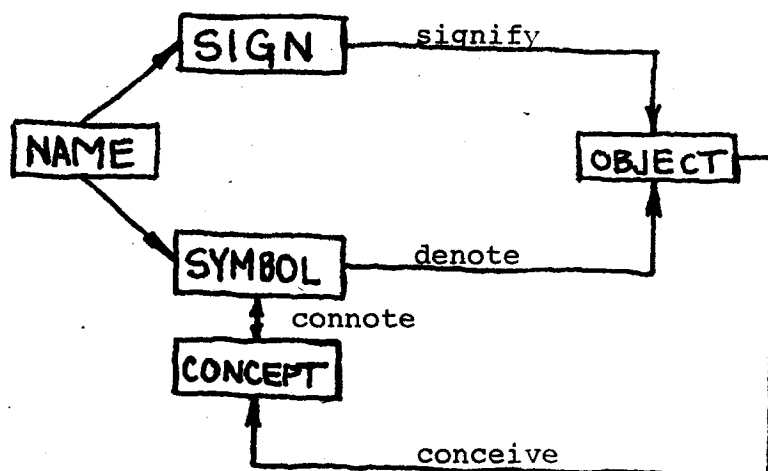 SIGN
signify
NAME
OBJECT
SYMBOL
denote
connote
CONCEPT
conceive